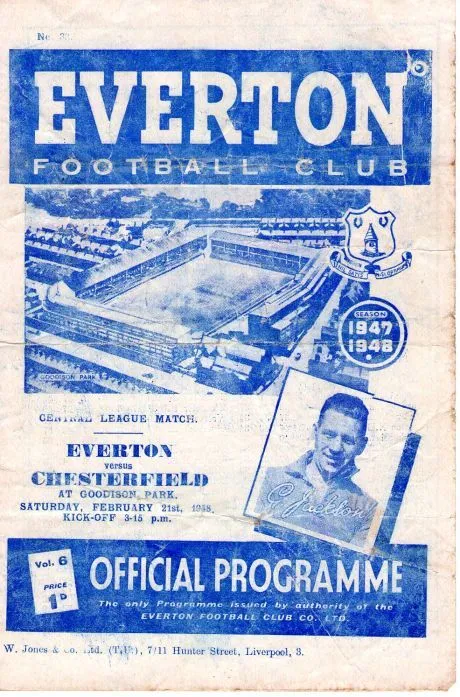 No. 32
EVERTON
FOOTBALL CLUB
SEASON
1947
1948
GOODISON PARK
CENTRAL LEAGUE MATCH.
EVERTON
versus
CHESTERFIELD
AT GOODISON PARK.
SATURDAY, FEBRUARY 21st, 1948.
KICK-OFF 3-15 p.m.
Vol. 6
PRICE
1D
OFFICIAL PROGRAMME
The only Programme issued by authority of the
EVERTON FOOTBALL CLUB CO. LTD.
W. Jones & Co. Ltd. (T.U.), 7/11 Hunter Street, Liverpool, 3.